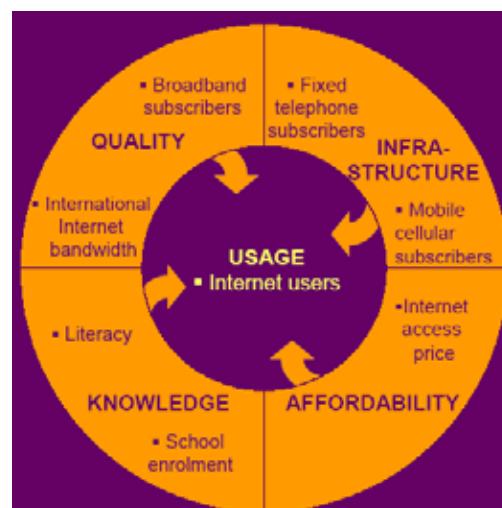 ▪ Broadband
subscribers
QUALITY
▪ International
Internet
bandwidth
▪ Fixed
telephone
subscribers
INFRA-
STRUCTURE
▪ Mobile
cellular
subscribers
USAGE
▪ Internet users
▪ Literacy
KNOWLEDGE
▪ School
enrolment
▪Internet
access
price
AFFORDABILITY